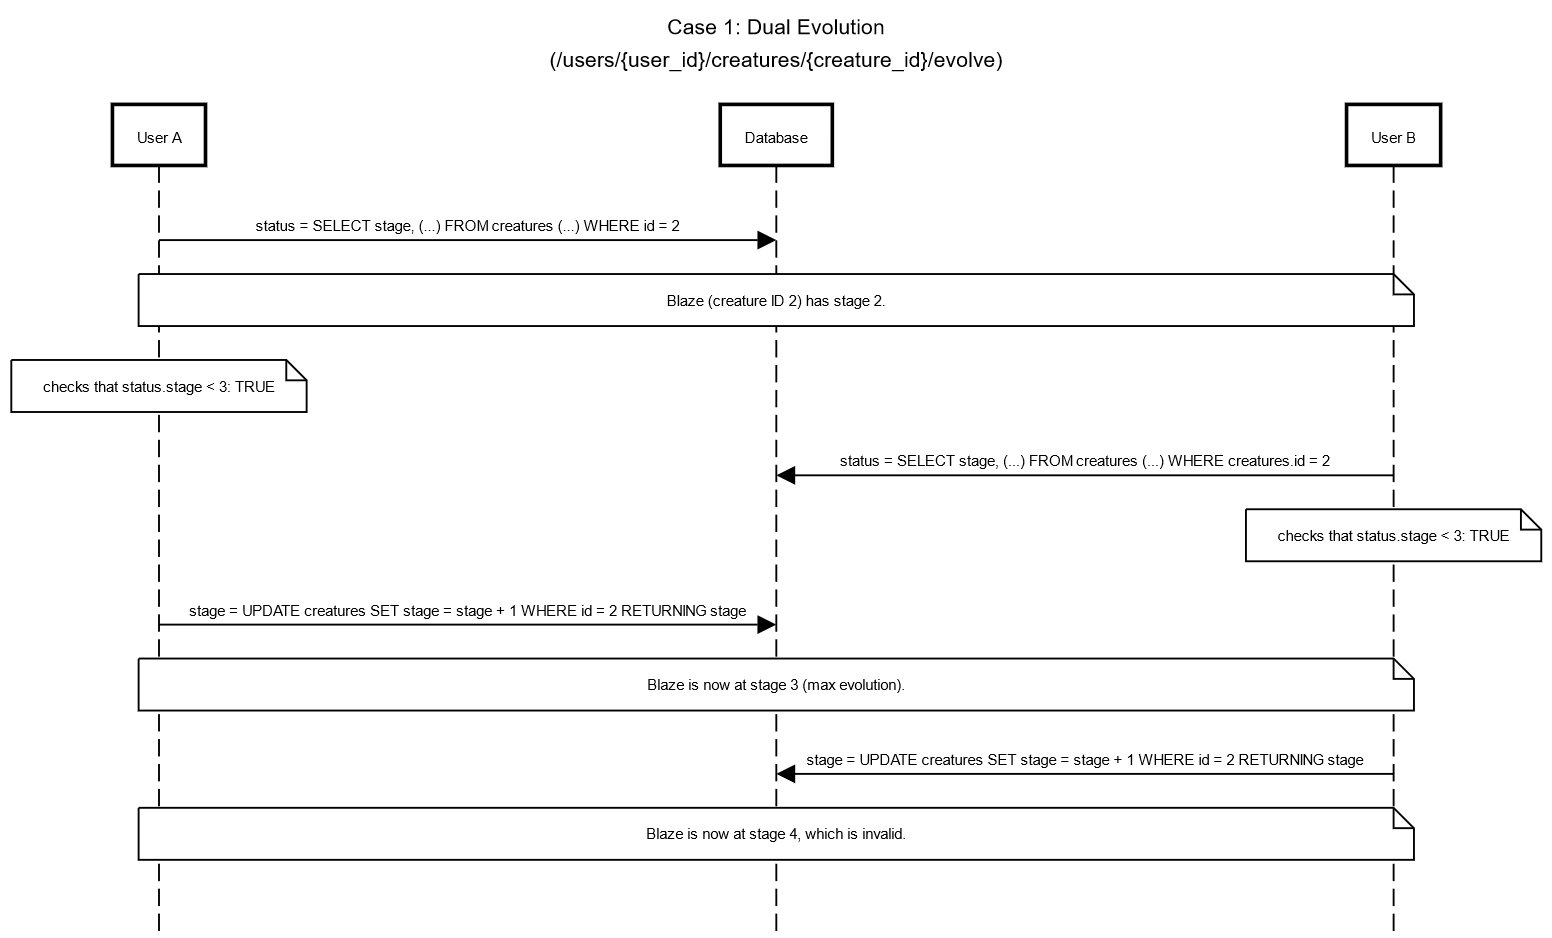 Case 1: Dual Evolution
(/users/{user_id}/creatures/{creature_id}/evolve)
User A
Database
User B
status = SELECT stage, (...) FROM creatures (...) WHERE id = 2
Blaze (creature ID 2) has stage 2.
checks that status.stage < 3: TRUE
status = SELECT stage, (...) FROM creatures (...) WHERE creatures.id = 2
checks that status.stage < 3: TRUE
stage = UPDATE creatures SET stage = stage + 1 WHERE id = 2 RETURNING stage
Blaze is now at stage 3 (max evolution).
stage = UPDATE creatures SET stage = stage + 1 WHERE id = 2 RETURNING stage
Blaze is now at stage 4, which is invalid.